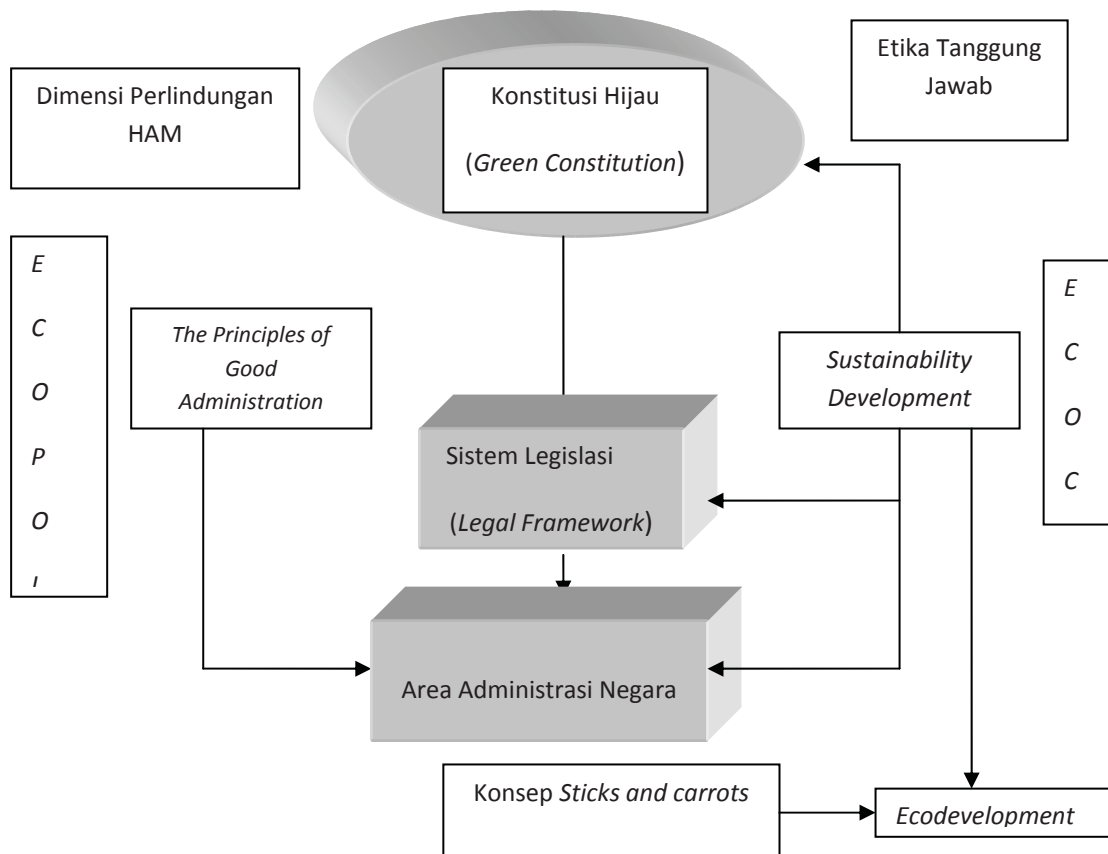 Dimensi Perlindungan
HAM
Konstitusi Hijau
(Green Constitution)
Etika Tanggung
Jawab
E
C
O
P
O
The Principles of
Good
Administration
Sustainability
Development
E
C
O
C
Sistem Legislasi
(Legal Framework)
Area Administrasi Negara
Konsep Sticks and carrots
Ecodevelopment